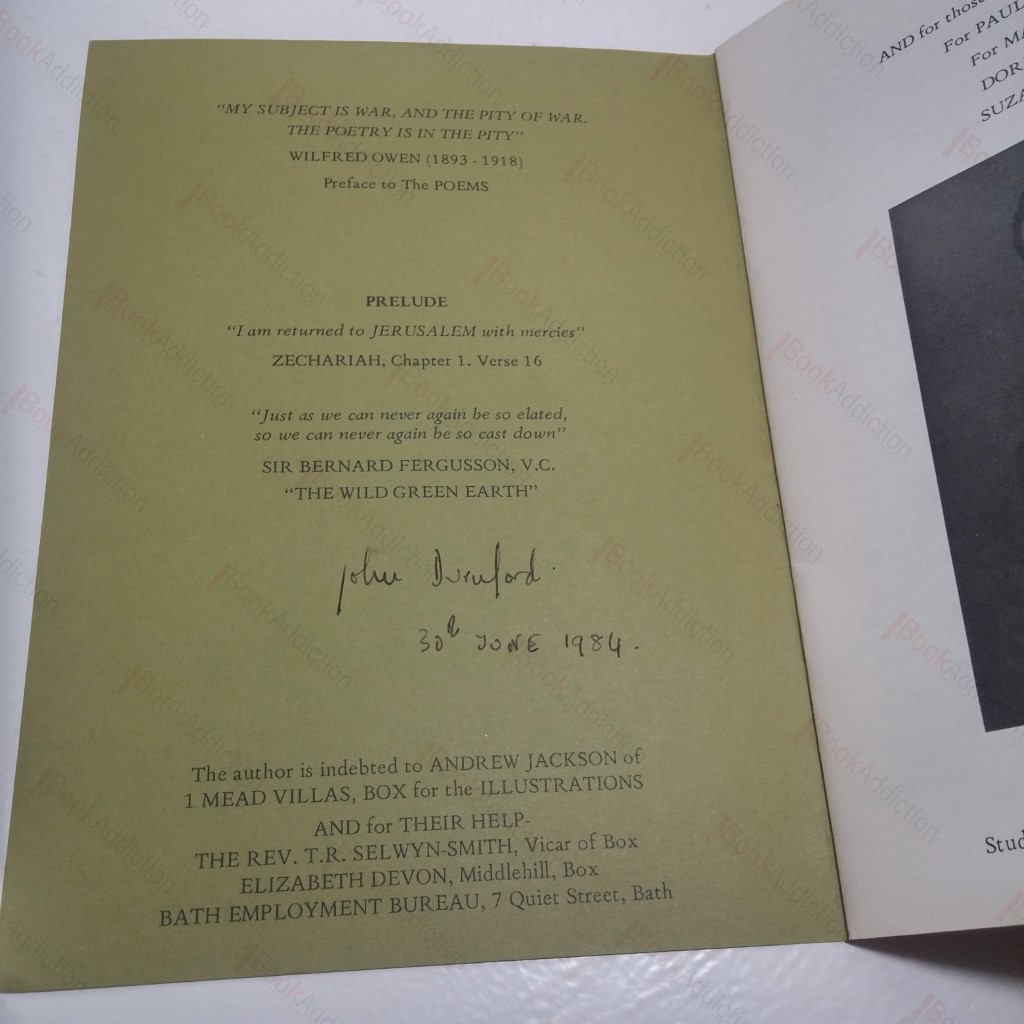 "MY SUBJECT IS WAR, AND THE PITY OF WAR.
THE POETRY IS IN THE PITY"
WILFRED OWEN (1893 - 1918)
Preface to The POEMS
PRELUDE
"I am returned to JERUSALEM with mercies"
ZECHARIAH, Chapter 1. Verse 16
"Just as we can never again be so elated,
so we can never again be so cast down"
SIR BERNARD FERGUSSON, V.C.
"THE WILD GREEN EARTH"
John Durnford.
30th JUNE 1984.
The author is indebted to ANDREW JACKSON of
1 MEAD VILLAS, BOX for the ILLUSTRATIONS
AND for THEIR HELP-
THE REV. T.R. SELWYN-SMITH, Vicar of Box
ELIZABETH DEVON, Middlehill, Box
BATH EMPLOYMENT BUREAU, 7 Quiet Street, Bath
AND for those
For PAUL
For MA
DOR
SUZA
Stud
BookAddiction